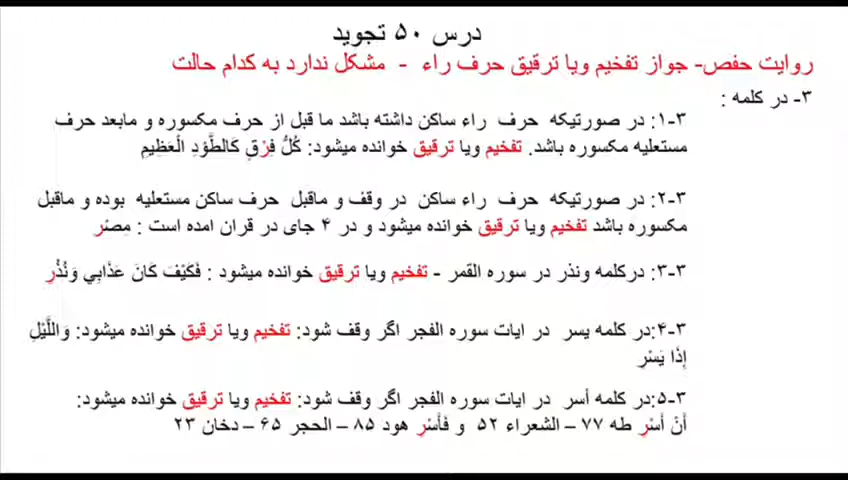 درس ۵۰ تجوید
روایت حفص- جواز تفخیم ویا ترقیق حرف راء - مشکل ندارد به کدام حالت
۳- در کلمه :
۳-۱: در صورتیکه حرف راء ساکن داشته باشد ما قبل از حرف مکسوره و مابعد حرف
مستعلیه مکسوره باشد. تفخیم ویا ترقیق خوانده میشود: كُلُّ فِرْقٍ كَالطَّوْدِ الْعَظِيمِ
۳-۲: در صورتیکه حرف راء ساکن در وقف و ماقبل حرف ساکن مستعلیه بوده و ماقبل
مکسوره باشد تفخیم ویا ترقیق خوانده میشود و در ۴ جای در قران امده است : مِصْر
۳-۳: درکلمه ونذر در سوره القمر - تفخیم ویا ترقیق خوانده میشود : فَكَيْفَ كَانَ عَذَابِي وَنُذُرِ
۳-۴:در کلمه یسر در ایات سوره الفجر اگر وقف شود: تفخیم ویا ترقیق خوانده میشود: وَاللَّيْلِ
إِذَا يَسْرِ
۳-۵:در کلمه أسر در ایات سوره الفجر اگر وقف شود: تفخیم ویا ترقیق خوانده میشود:
أَنْ أَسْرِ طه ۷۷ – الشعراء ۵۲ و فَأَسْرِ هود ۸۵ – الحجر ۶۵ – دخان ۲۳